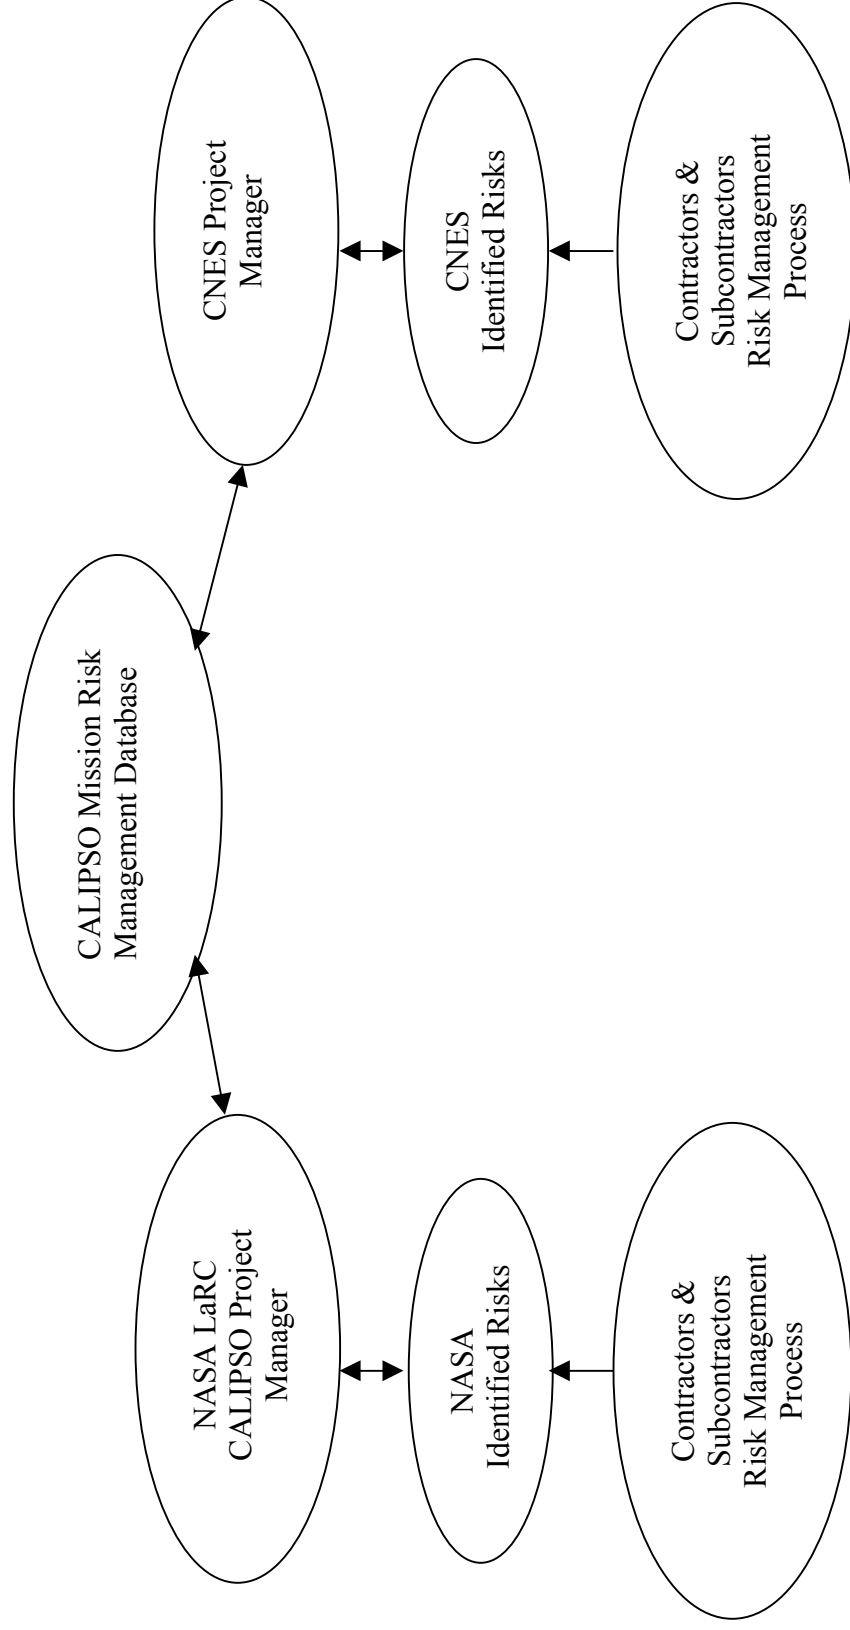 CALIPSO Mission Risk
Management Database
NASA LaRC
CALIPSO Project
Manager
CNES Project
Manager
NASA
Identified Risks
CNES
Identified Risks
Contractors &
Subcontractors
Risk Management
Process
Contractors &
Subcontractors
Risk Management
Process